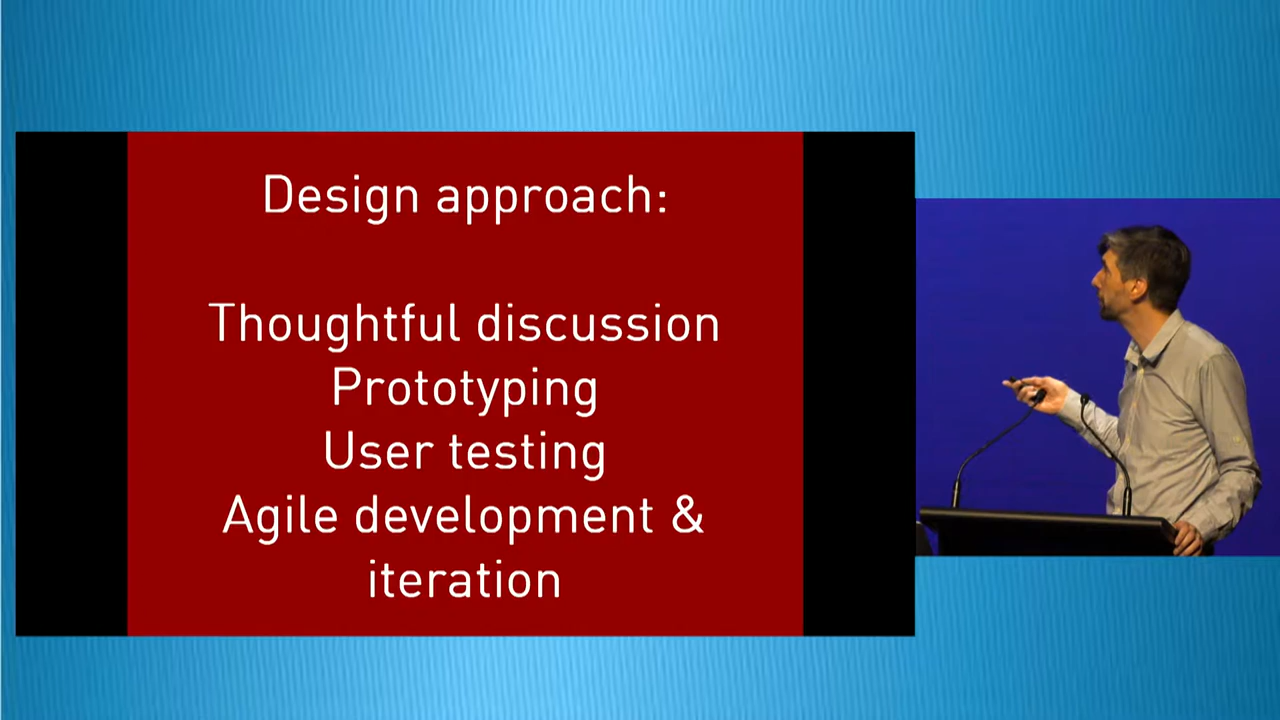 Design approach:
Thoughtful discussion
Prototyping
User testing
Agile development &
iteration